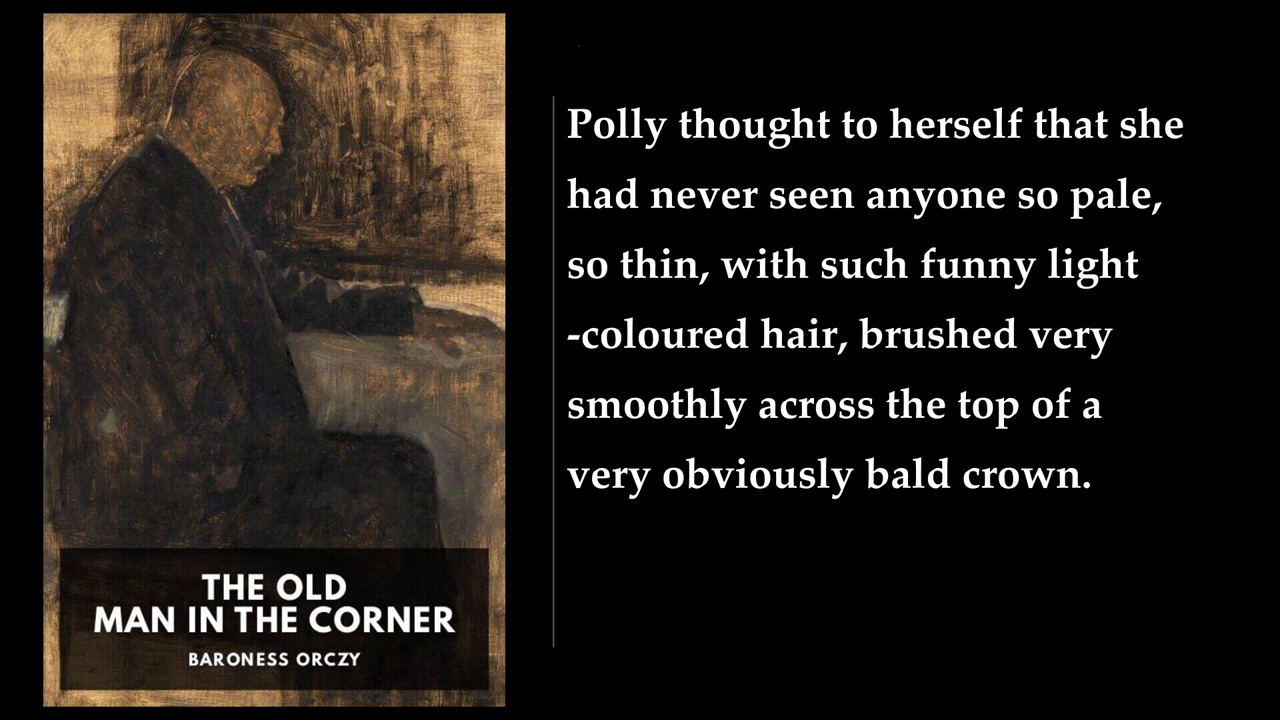 THE OLD
MAN IN THE CORNER
BARONESS ORCZY
Polly thought to herself that she
had never seen anyone so pale,
so thin, with such funny light
-coloured hair, brushed very
smoothly across the top of a
very obviously bald crown.